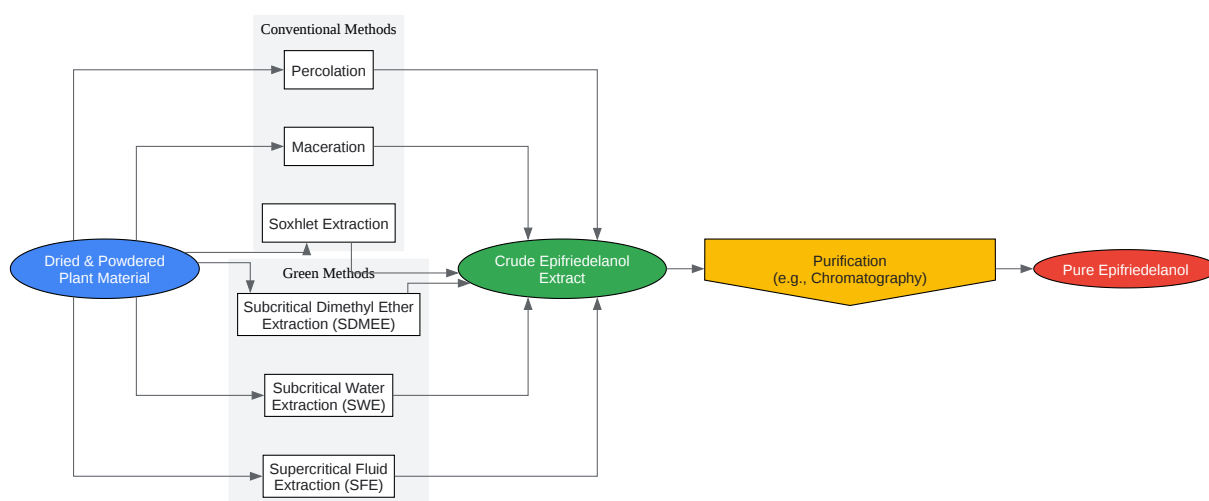 Conventional Methods
Percolation
Maceration
Soxhlet Extraction
Dried & Powdered
Plant Material
Green Methods
Subcritical Dimethyl Ether
Extraction (SDMEE)
Subcritical Water
Extraction (SWE)
Supercritical Fluid
Extraction (SFE)
Crude Epifriedelanol
Extract
Purification
(e.g., Chromatography)
Pure Epifriedelanol